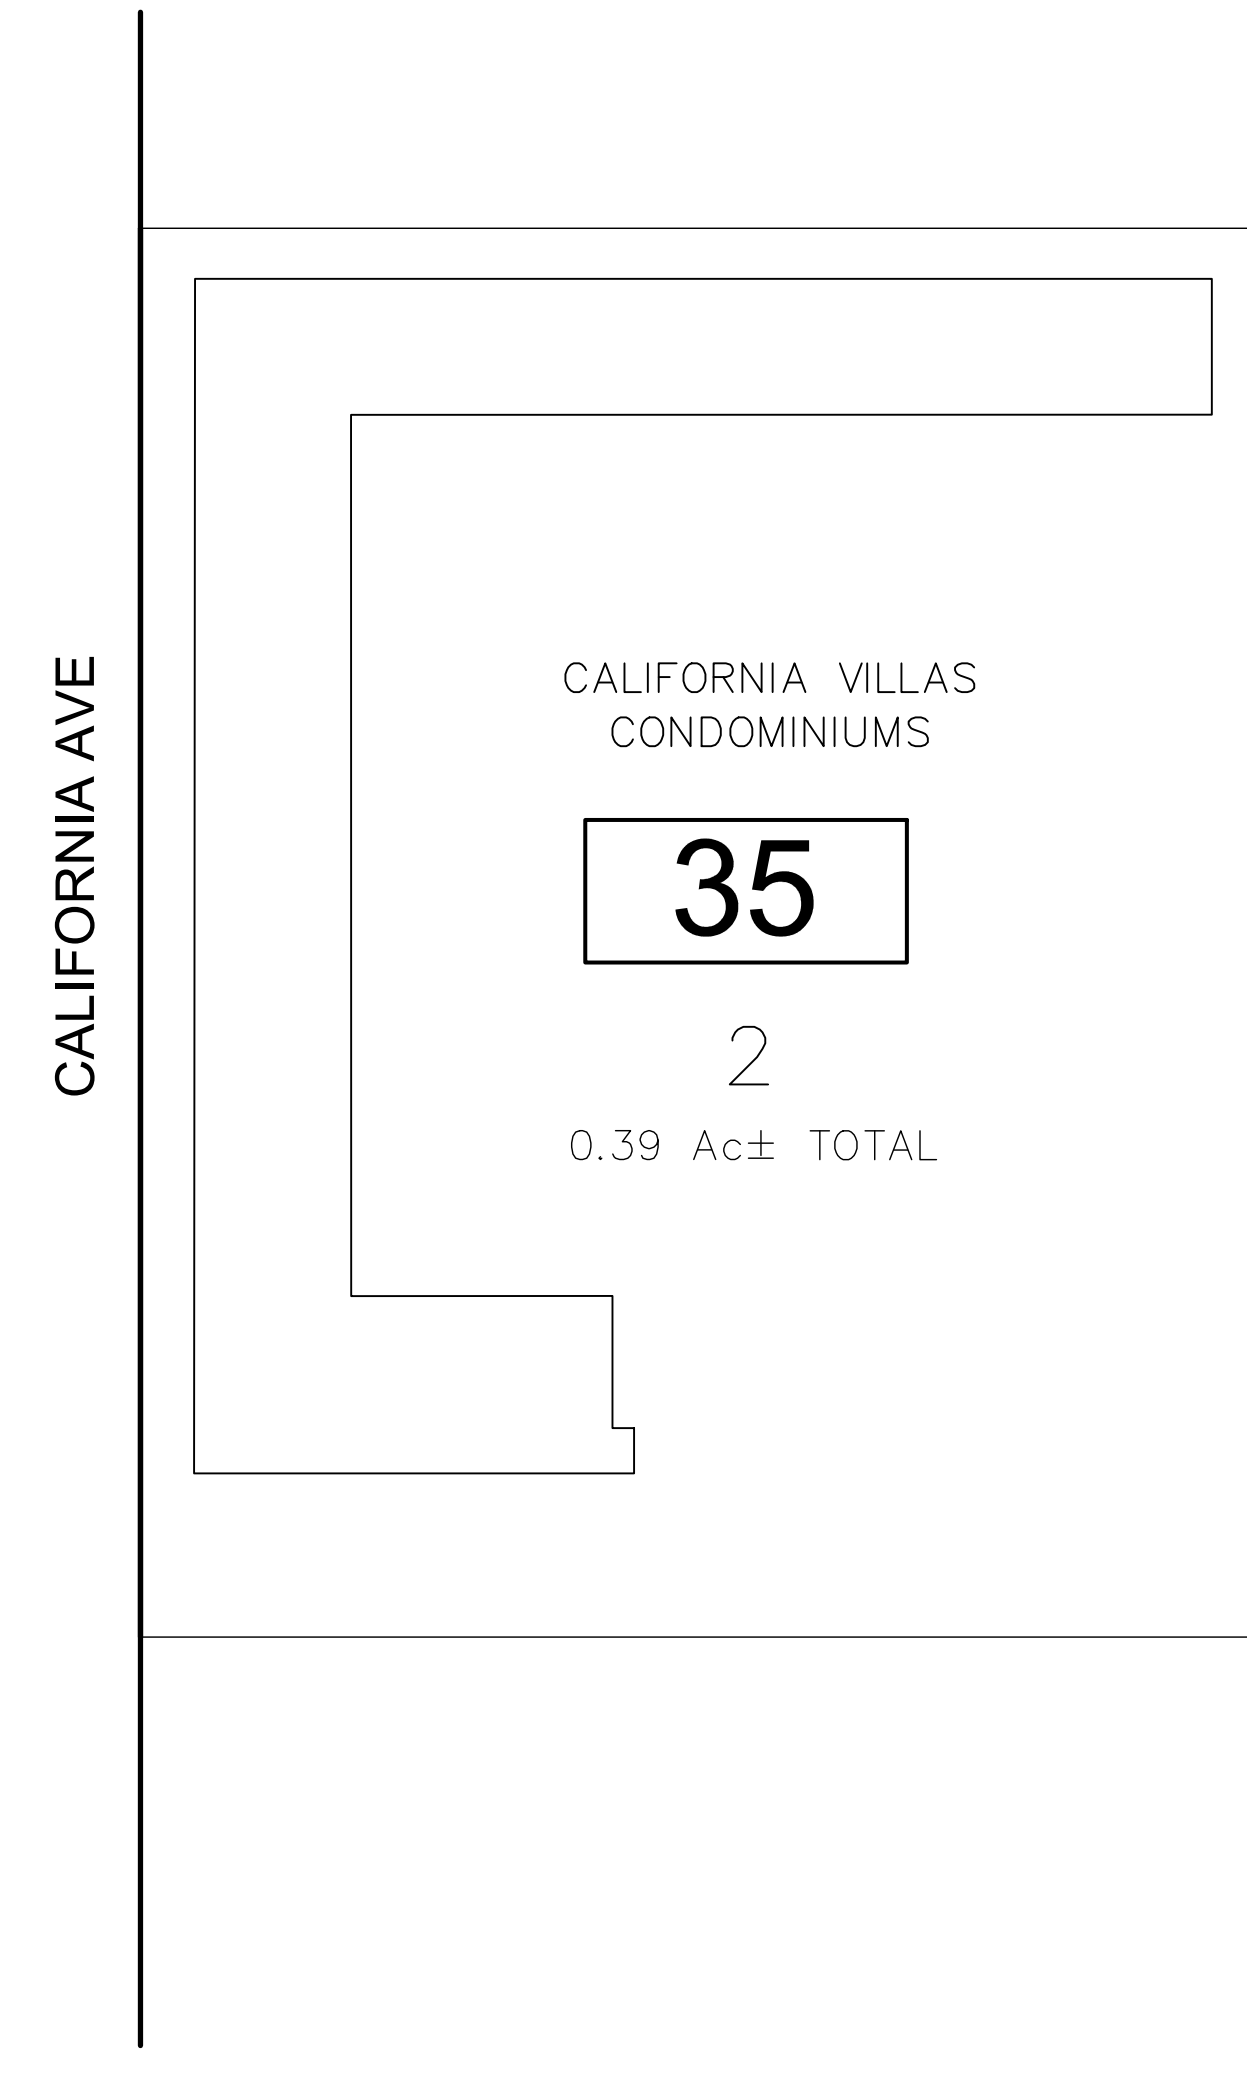 CALIFORNIA AVE
CALIFORNIA VILLAS
CONDOMINIUMS
35
2
0.39 Ac± TOTAL